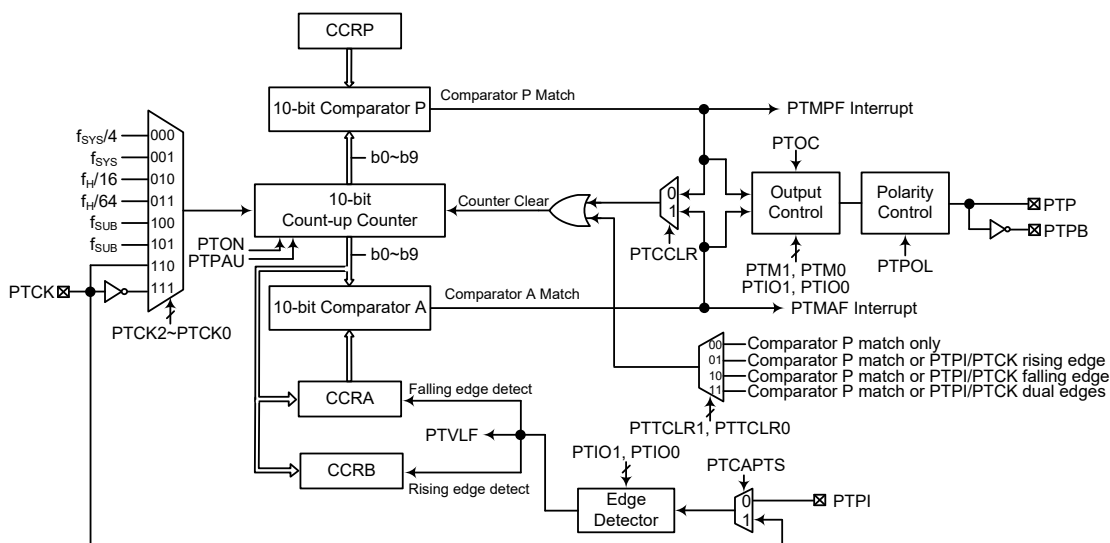 CCRP
10-bit Comparator P
Comparator P Match
PTMPF Interrupt
b0~b9
fSYS/4
000
fSYS
001
fH/16
010
fH/64
011
fSUB
100
fSUB
101
110
111
PTCK
PTCK2~PTCK0
10-bit
Count-up Counter
PTON
PTPAU
b0~b9
Counter Clear
0
1
PTCCLR
PTOC
Output
Control
PTM1, PTM0
PTIO1, PTIO0
Polarity
Control
PTPOL
PTP
PTPB
10-bit Comparator A
Comparator A Match
PTMAF Interrupt
00
Comparator P match only
01
Comparator P match or PTPI/PTCK rising edge
10
Comparator P match or PTPI/PTCK falling edge
11
Comparator P match or PTPI/PTCK dual edges
PTTCLR1, PTTCLR0
CCRA
Falling edge detect
PTVLF
CCRB
Rising edge detect
PTIO1, PTIO0
Edge
Detector
PTCAPTS
0
1
PTPI